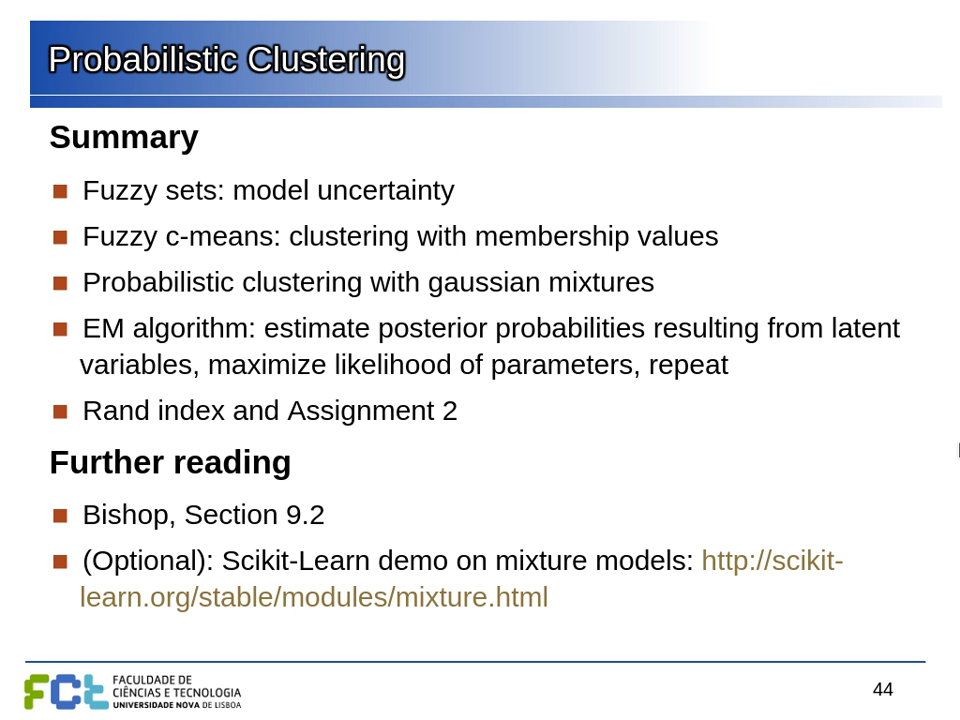 Probabilistic Clustering
Summary
Fuzzy sets: model uncertainty
Fuzzy c-means: clustering with membership values
Probabilistic clustering with gaussian mixtures
EM algorithm: estimate posterior probabilities resulting from latent
variables, maximize likelihood of parameters, repeat
Rand index and Assignment 2
Further reading
Bishop, Section 9.2
(Optional): Scikit-Learn demo on mixture models: http://scikit-
learn.org/stable/modules/mixture.html
FCt
FACULDADE DE
CIÊNCIAS E TECNOLOGIA
UNIVERSIDADE NOVA DE LISBOA
44